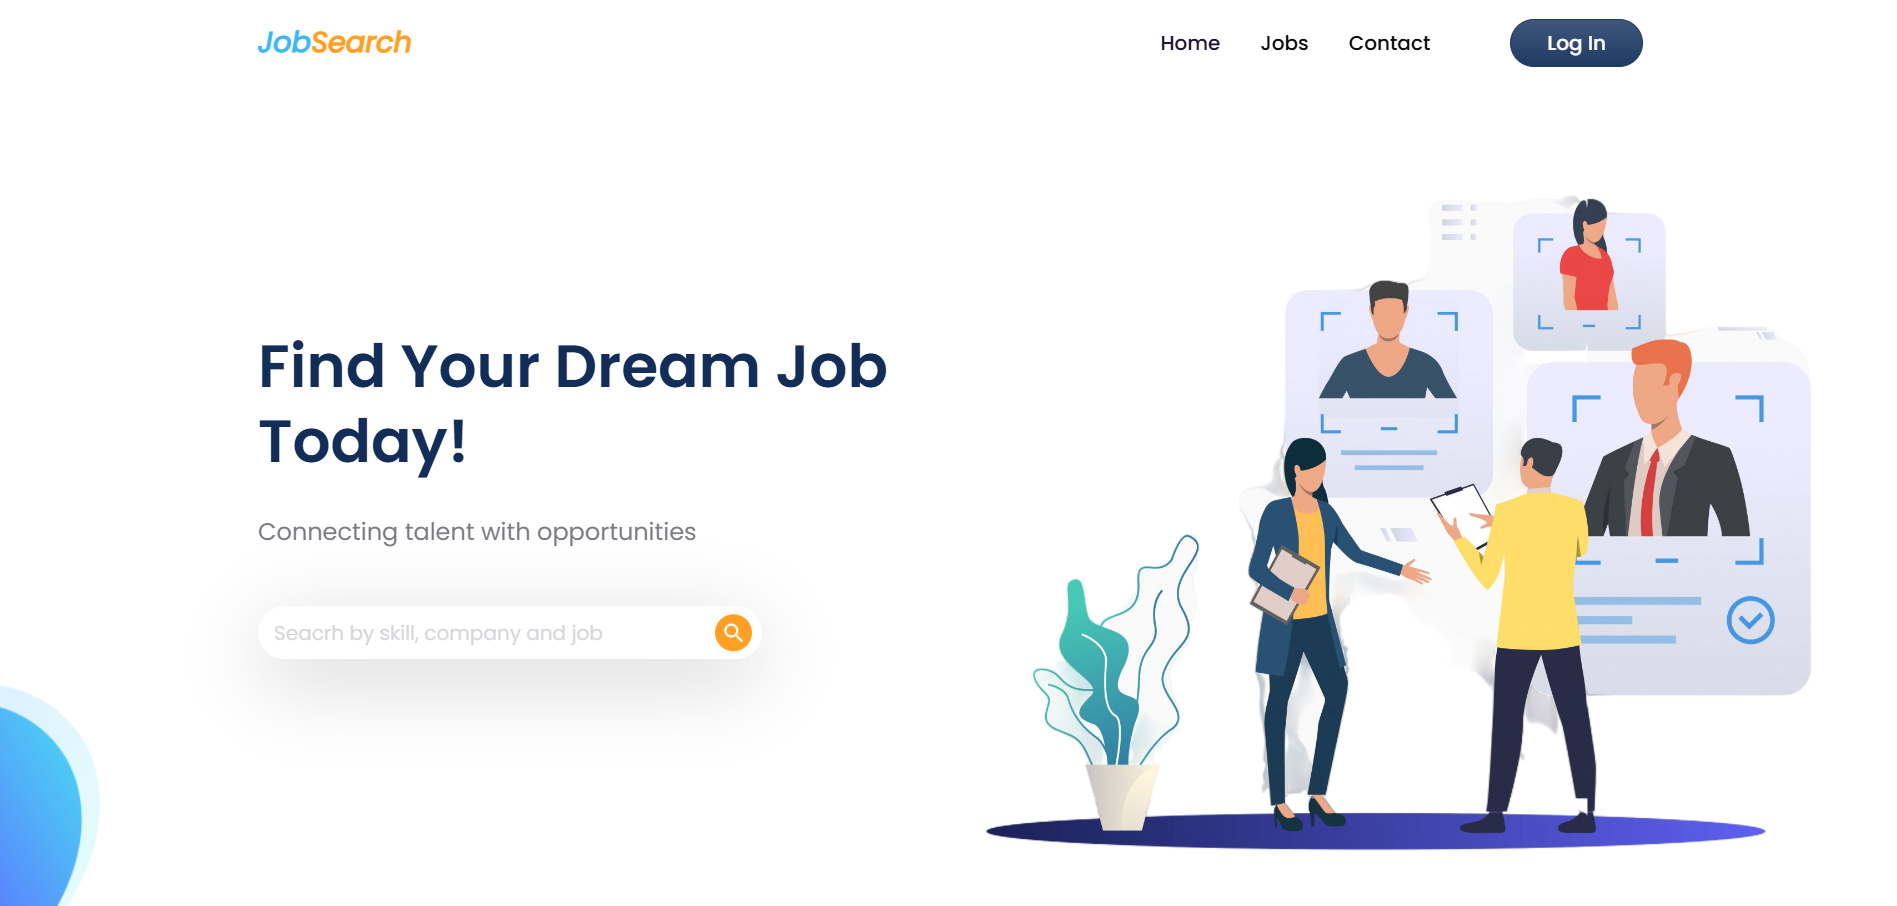 JobSearch
Home
Jobs
Contact
Log In
Find Your Dream Job
Today!
Connecting talent with opportunities
Seacrh by skill, company and job